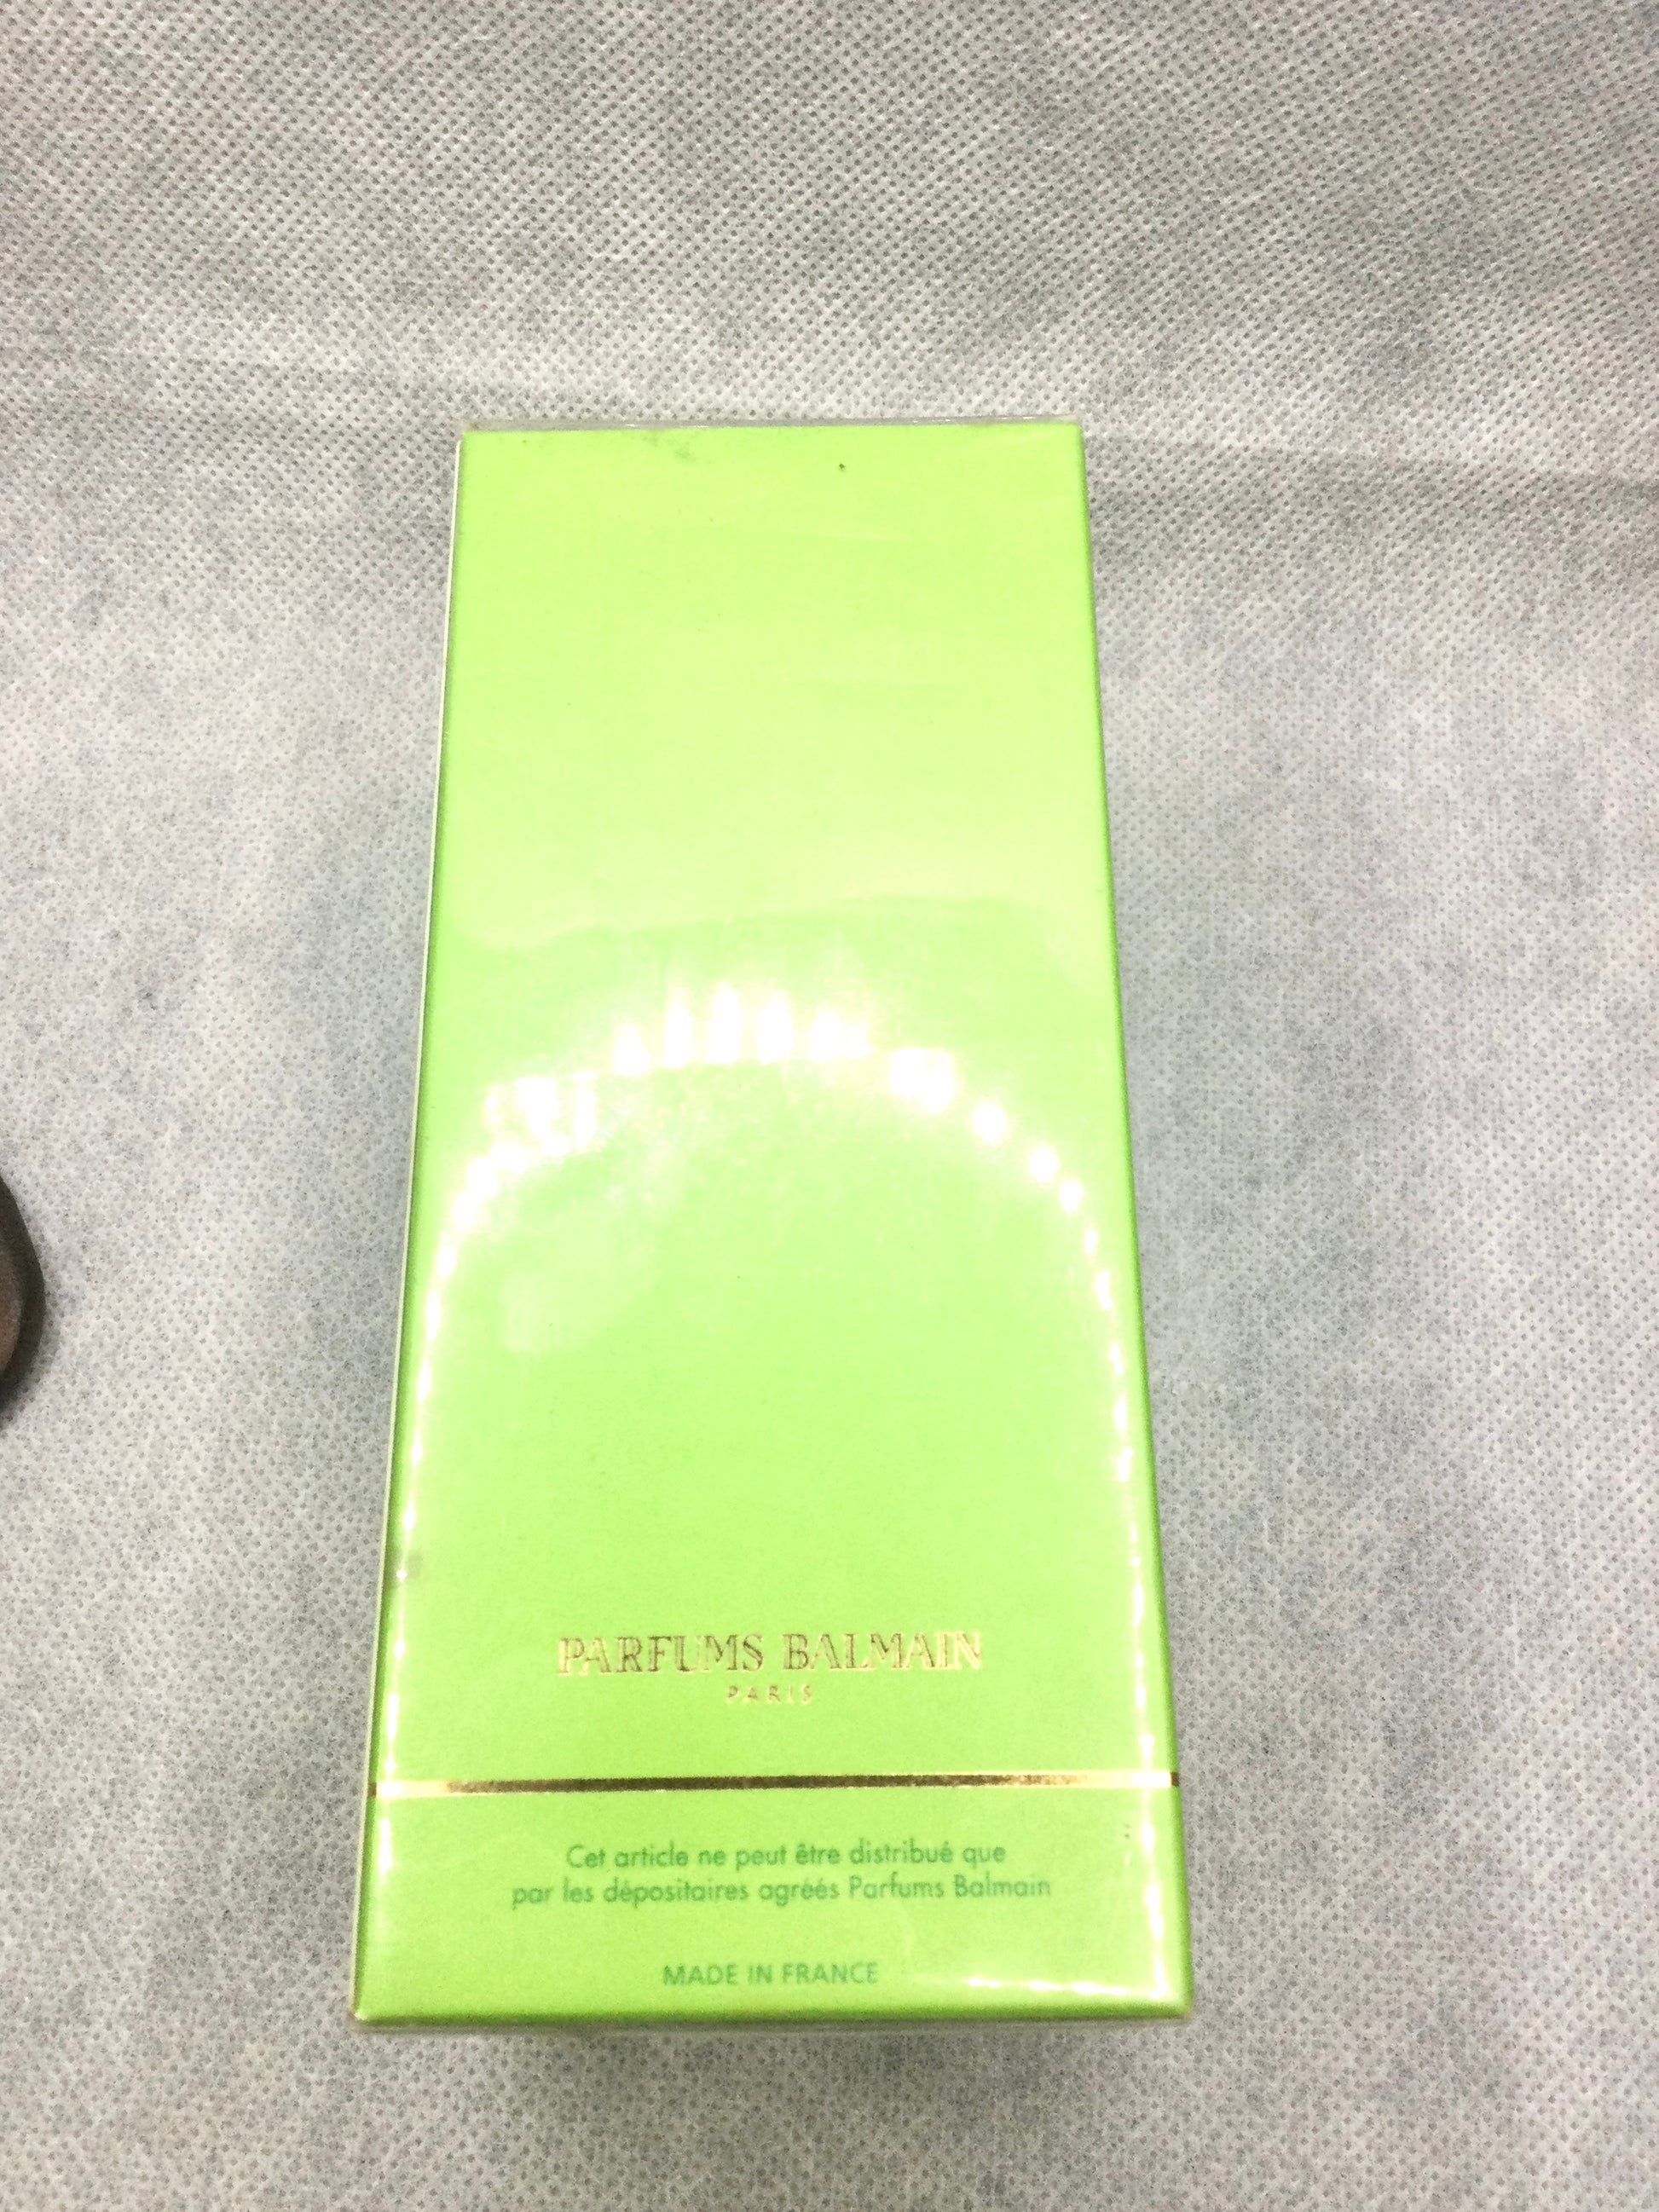 PARFUMS BALMAIN
PARIS
Cet article ne peut être distribué que
par les dépositaires agréés Parfums Balmain
MADE IN FRANCE